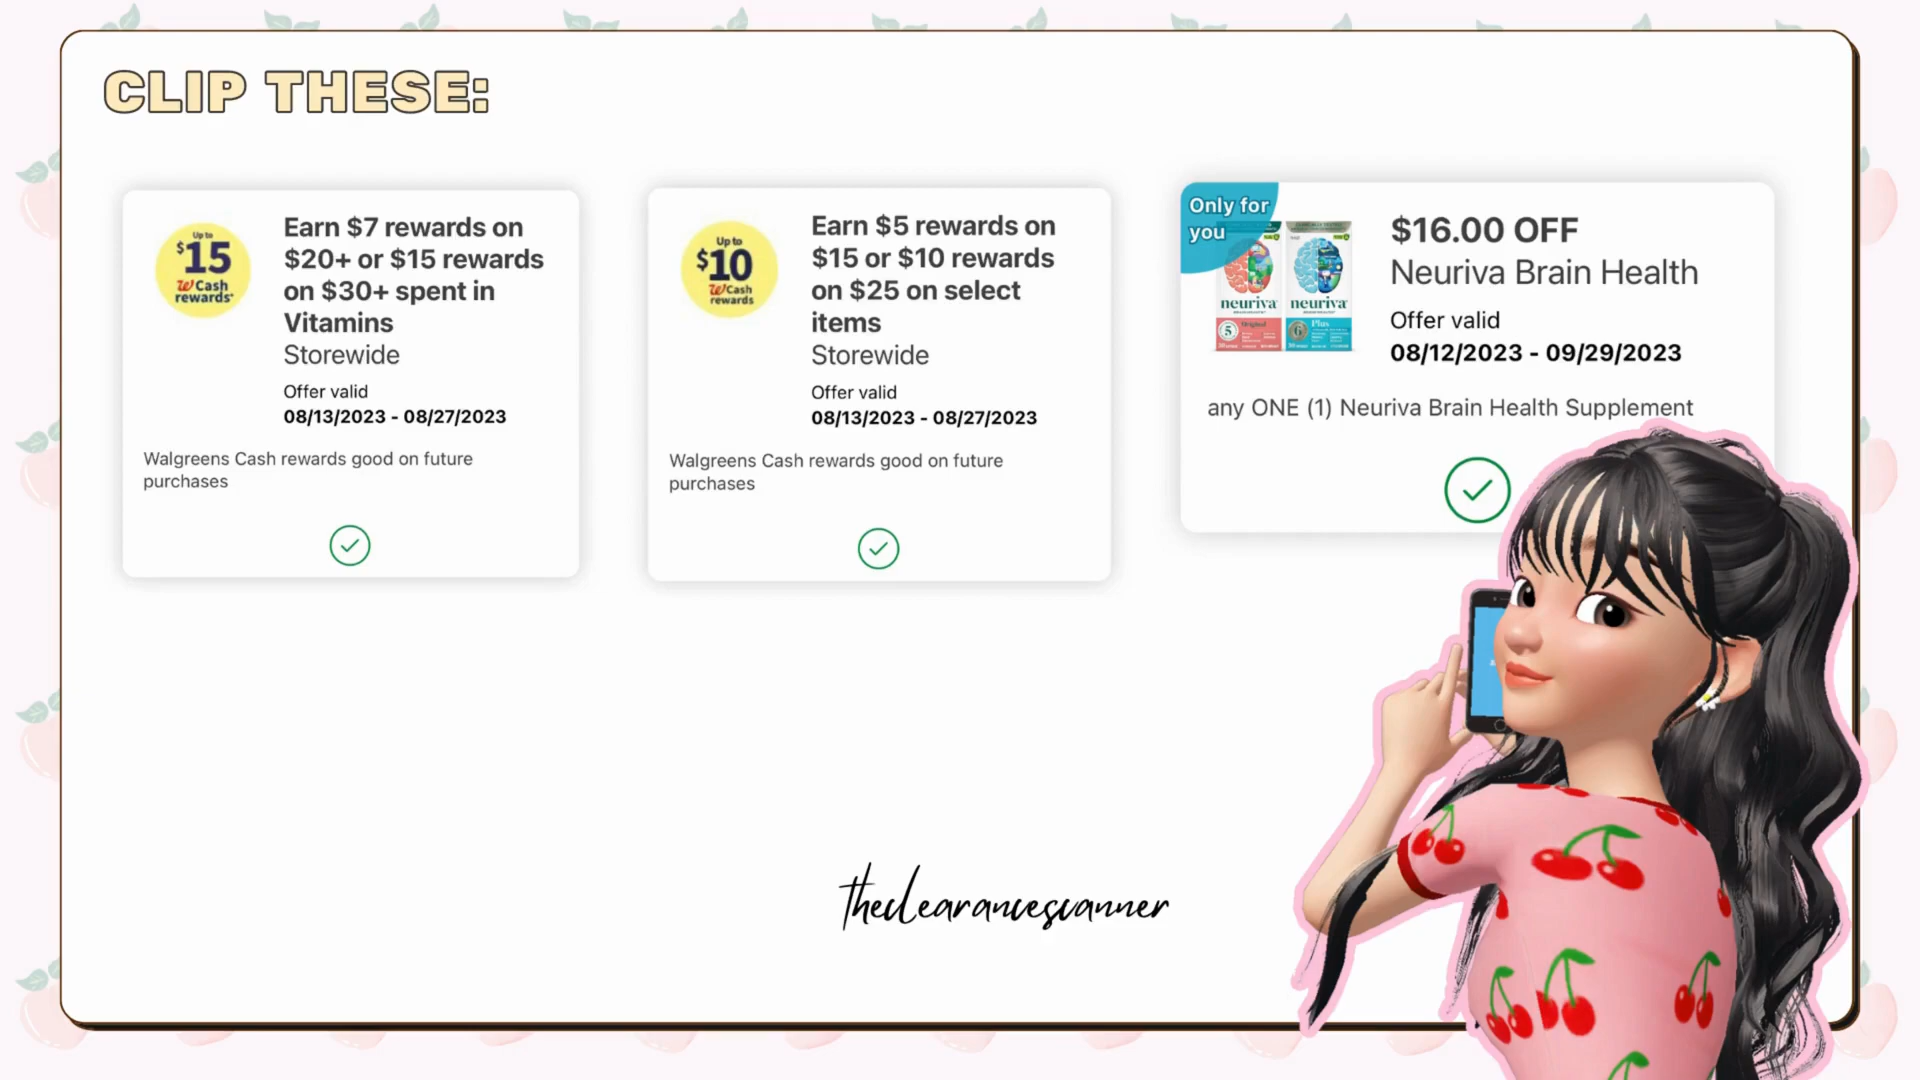 CLIP THESE:
Up to
$15
Cash
rewards*
Earn $7 rewards on
$20+ or $15 rewards
on $30+ spent in
Vitamins
Storewide
Offer valid
08/13/2023 - 08/27/2023
Walgreens Cash rewards good on future
purchases
Up to
$10
Cash
rewards
Earn $5 rewards on
$15 or $10 rewards
on $25 on select
items
Storewide
Offer valid
08/13/2023 - 08/27/2023
Walgreens Cash rewards good on future
purchases
Only for
you
neuriva
neuriva
5 Original
6 Plus
$16.00 OFF
Neuriva Brain Health
Offer valid
08/12/2023 - 09/29/2023
any ONE (1) Neuriva Brain Health Supplement
theclearancescanner